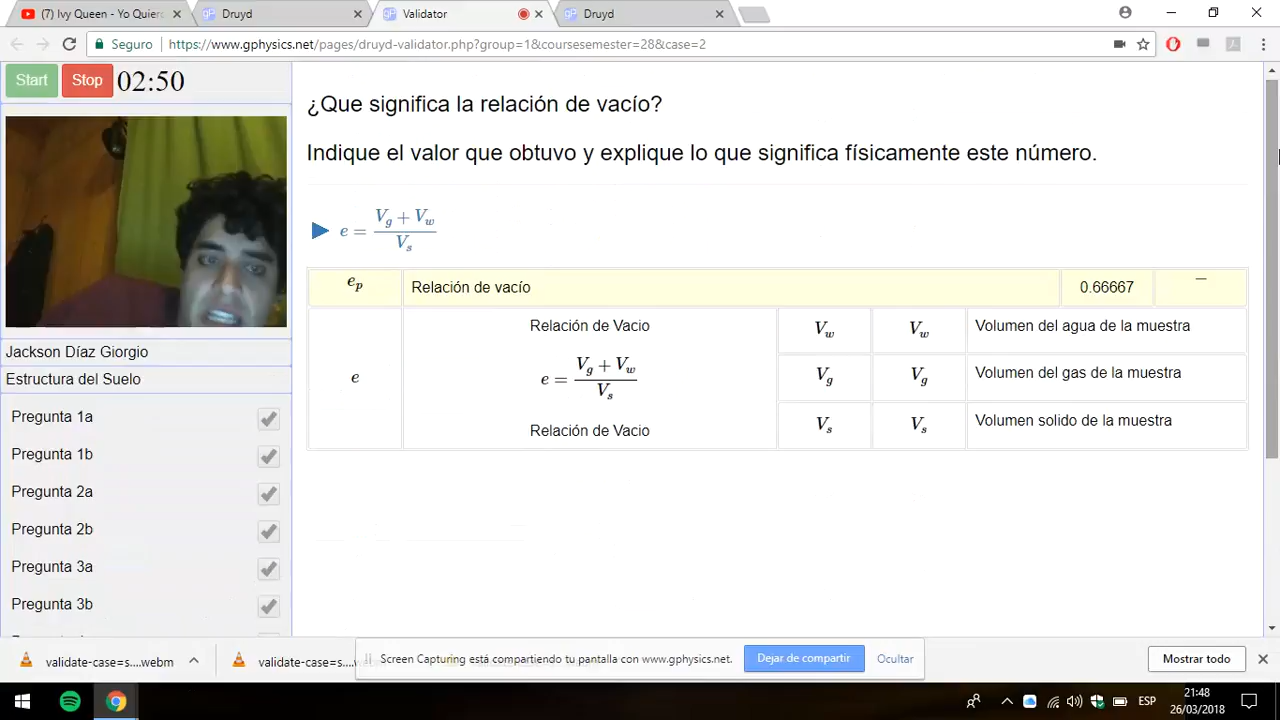 (7) Ivy Queen - Yo Quiero
Druyd
Validator
Druyd
Seguro
https://www.gphysics.net/pages/druyd-validator.php?group=1&coursesemester=28&case=2
Start
Stop
02:50
¿Que significa la relación de vacío?
Indique el valor que obtuvo y explique lo que significa físicamente este número.
e = (V_g + V_w) / V_s
e_p
Relación de vacío
0.66667
—
e
Relación de Vacio
e = (V_g + V_w) / V_s
Relación de Vacio
V_w V_w Volumen del agua de la muestra
V_g V_g Volumen del gas de la muestra
V_s V_s Volumen solido de la muestra
Jackson Díaz Giorgio
Estructura del Suelo
Pregunta 1a
Pregunta 1b
Pregunta 2a
Pregunta 2b
Pregunta 3a
Pregunta 3b
validate-case=s....webm
validate-case=s....we
Screen Capturing está compartiendo tu pantalla con www.gphysics.net.
Dejar de compartir
Ocultar
Mostrar todo
ESP
21:48
26/03/2018